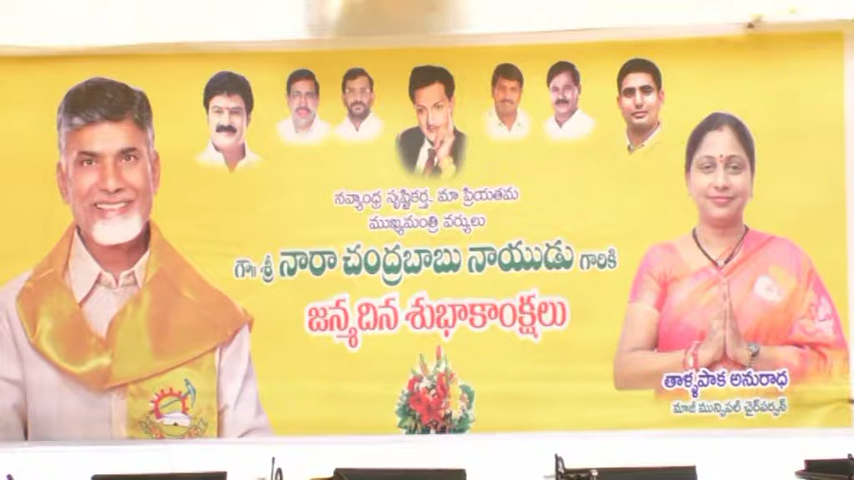 నవ్యాంధ్ర సృష్టికర్త, మా ప్రియతమ
ముఖ్యమంత్రి వర్యులు
గౌ॥ శ్రీ నారా చంద్రబాబు నాయుడు గారికి
జన్మదిన శుభాకాంక్షలు
తాళ్ళపాక అనురాధ
మాజీ మున్సిపల్ చైర్‌పర్సన్